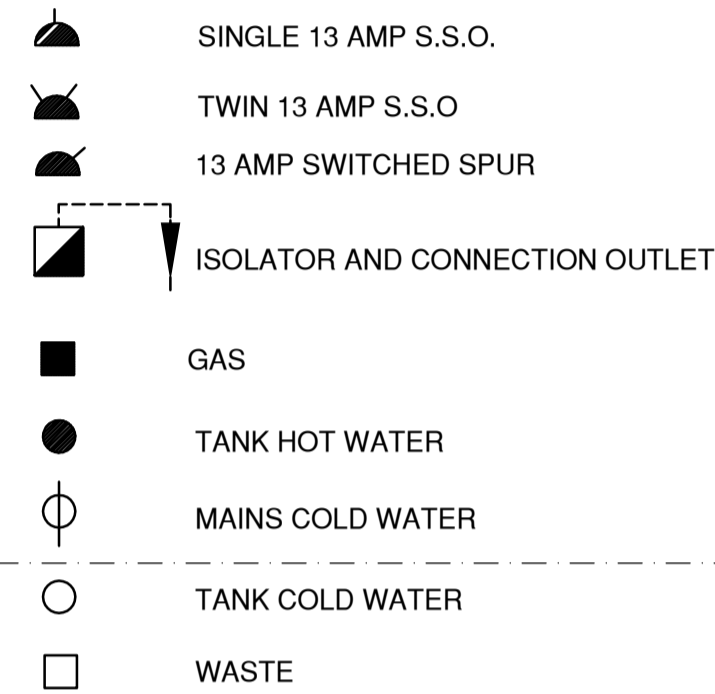 SINGLE 13 AMP S.S.O.
TWIN 13 AMP S.S.O
13 AMP SWITCHED SPUR
ISOLATOR AND CONNECTION OUTLET
GAS
TANK HOT WATER
MAINS COLD WATER
TANK COLD WATER
WASTE